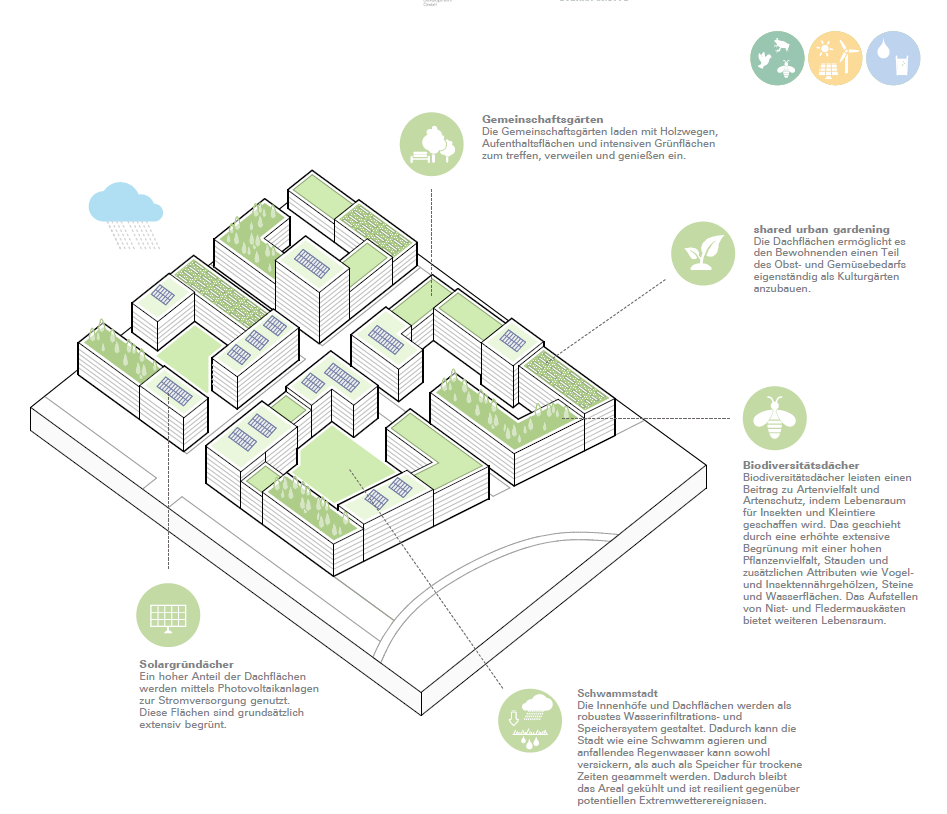 Gemeinschaftsgärten
Die Gemeinschaftsgärten laden mit Holzwegen,
Aufenthaltsflächen und intensiven Grünflächen
zum treffen, verweilen und genießen ein.
shared urban gardening
Die Dachflächen ermöglicht es
den Bewohnenden einen Teil
des Obst- und Gemüsebedarfs
eigenständig als Kulturgärten
anzubauen.
Biodiversitätsdächer
Biodiversitätsdächer leisten einen
Beitrag zu Artenvielfalt und
Artenschutz, indem Lebensraum
für Insekten und Kleintiere
geschaffen wird. Das geschieht
durch eine erhöhte extensive
Begrünung mit einer hohen
Pflanzenvielfalt, Stauden und
zusätzlichen Attributen wie Vogel-
und Insektennährgehölzen, Steine
und Wasserflächen. Das Aufstellen
von Nist- und Fledermauskästen
bietet weiteren Lebensraum.
Solargründächer
Ein hoher Anteil der Dachflächen
werden mittels Photovoltaikanlagen
zur Stromversorgung genutzt.
Diese Flächen sind grundsätzlich
extensiv begrünt.
Schwammstadt
Die Innenhöfe und Dachflächen werden als
robustes Wasserinfiltrations- und
Speichersystem gestaltet. Dadurch kann die
Stadt wie eine Schwamm agieren und
anfallendes Regenwasser kann sowohl
versickern, als auch als Speicher für trockene
Zeiten gesammelt werden. Dadurch bleibt
das Areal gekühlt und ist resilient gegenüber
potentiellen Extremwetterereignissen.